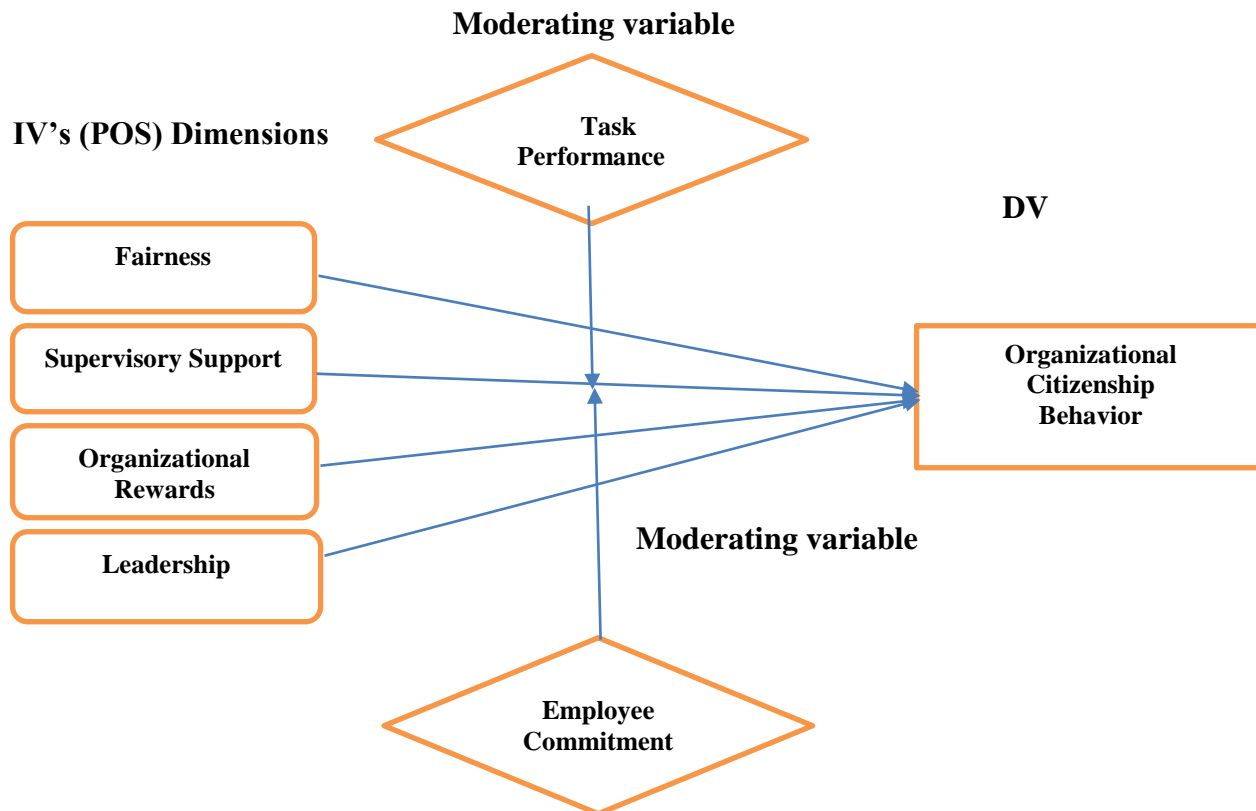 Moderating variable
IV’s (POS) Dimensions
Task
Performance
DV
Fairness
Supervisory Support
Organizational
Rewards
Leadership
Organizational
Citizenship
Behavior
Moderating variable
Employee
Commitment